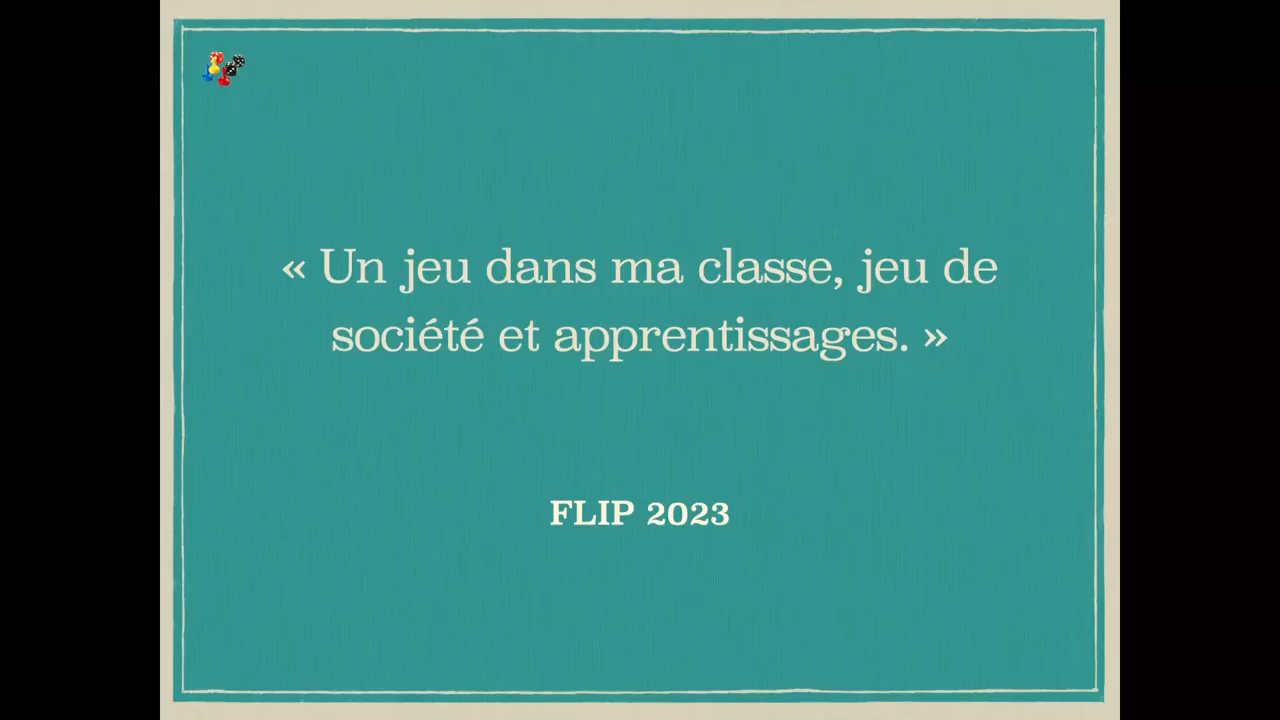 « Un jeu dans ma classe, jeu de
société et apprentissages. »
FLIP 2023